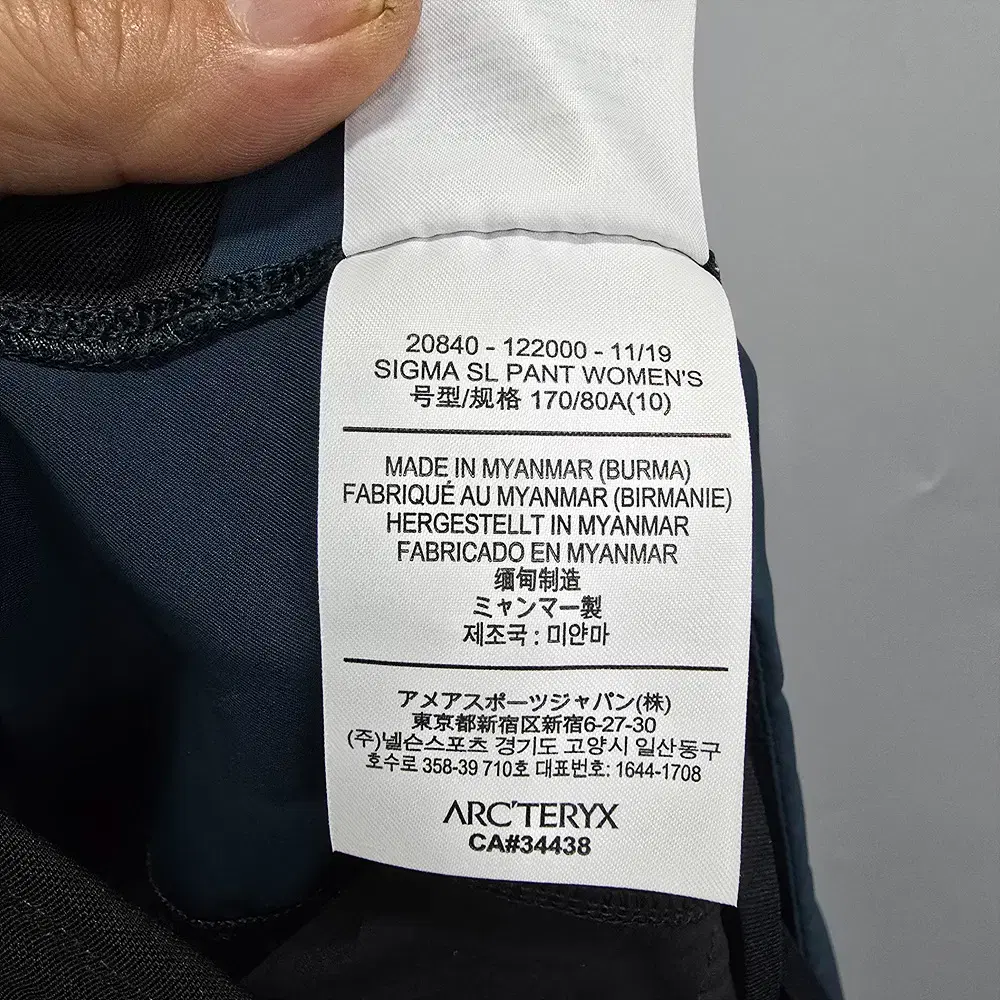 20840 - 122000 - 11/19
SIGMA SL PANT WOMEN'S
号型/规格 170/80A(10)
MADE IN MYANMAR (BURMA)
FABRIQUÉ AU MYANMAR (BIRMANIE)
HERGESTELLT IN MYANMAR
FABRICADO EN MYANMAR
缅甸制造
ミャンマー製
제조국 : 미얀마
アメアスポーツジャパン(株)
東京都新宿区新宿6-27-30
(주)넬슨스포츠 경기도 고양시 일산동구
호수로 358-39 710호 대표번호: 1644-1708
ARC'TERYX
CA#34438